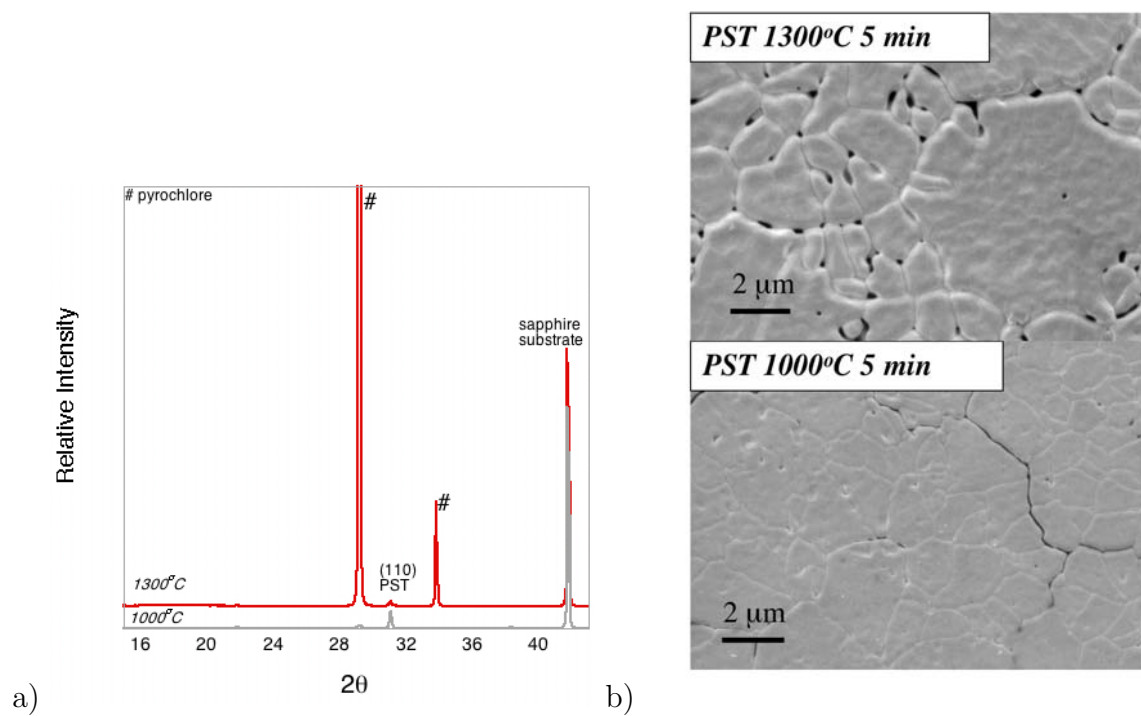 # pyrochlore
#
#
sapphire
substrate
(110)
PST
1300°C
1000°C
16 20 24 28 32 36 40
2θ
Relative Intensity
a)
PST 1300°C 5 min
2 µm
PST 1000°C 5 min
2 µm
b)